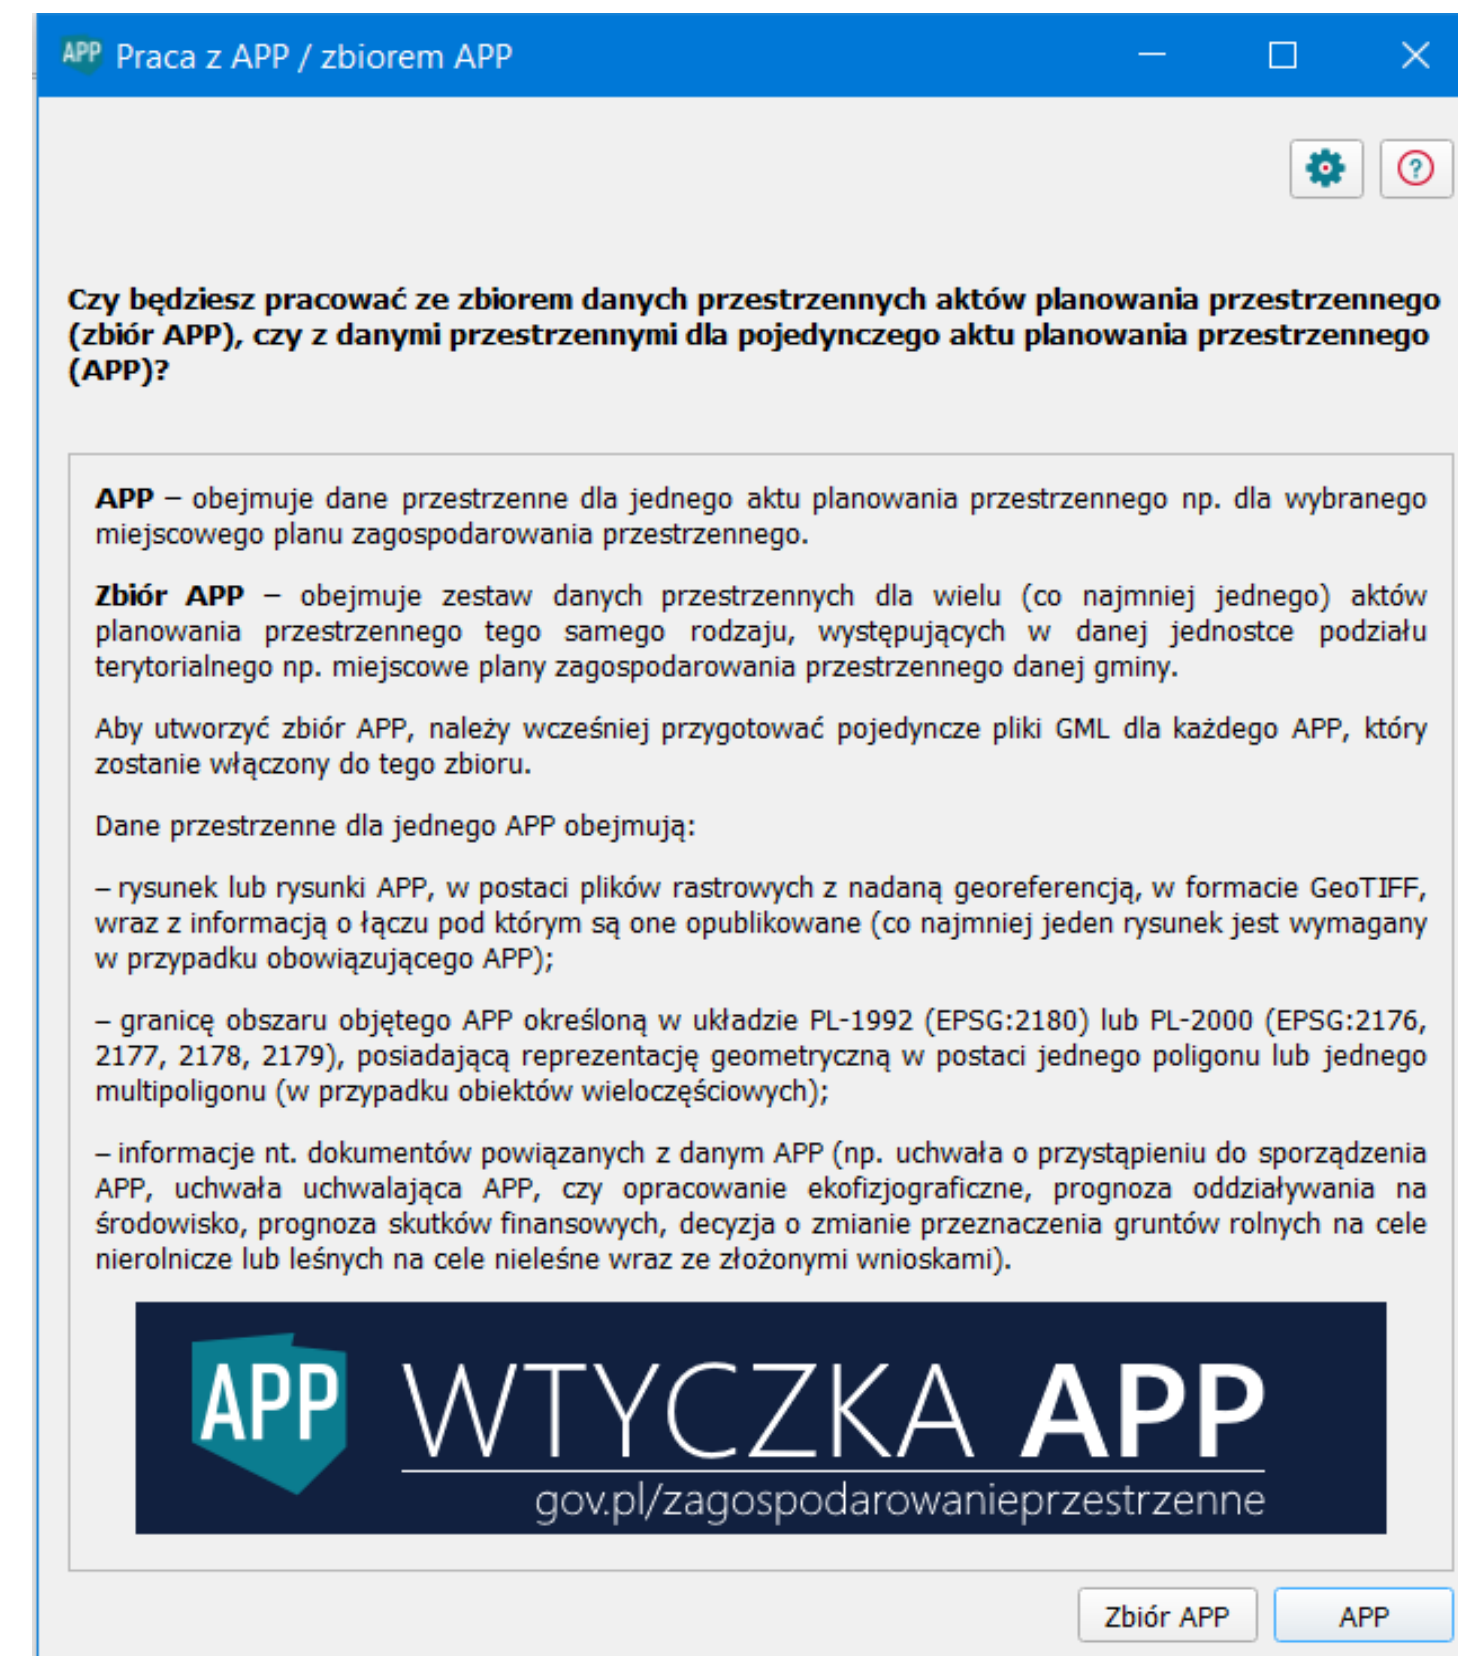 APP Praca z APP / zbiorem APP
Czy będziesz pracować ze zbiorem danych przestrzennych aktów planowania przestrzennego
(zbiór APP), czy z danymi przestrzennymi dla pojedynczego aktu planowania przestrzennego
(APP)?
APP – obejmuje dane przestrzenne dla jednego aktu planowania przestrzennego np. dla wybranego
miejscowego planu zagospodarowania przestrzennego.
Zbiór APP – obejmuje zestaw danych przestrzennych dla wielu (co najmniej jednego) aktów
planowania przestrzennego tego samego rodzaju, występujących w danej jednostce podziału
terytorialnego np. miejscowe plany zagospodarowania przestrzennego danej gminy.
Aby utworzyć zbiór APP, należy wcześniej przygotować pojedyncze pliki GML dla każdego APP, który
zostanie włączony do tego zbioru.
Dane przestrzenne dla jednego APP obejmują:
– rysunek lub rysunki APP, w postaci plików rastrowych z nadaną georeferencją, w formacie GeoTIFF,
wraz z informacją o łączu pod którym są one opublikowane (co najmniej jeden rysunek jest wymagany
w przypadku obowiązującego APP);
– granicę obszaru objętego APP określoną w układzie PL-1992 (EPSG:2180) lub PL-2000 (EPSG:2176,
2177, 2178, 2179), posiadającą reprezentację geometryczną w postaci jednego poligonu lub jednego
multipoligonu (w przypadku obiektów wieloczęściowych);
– informacje nt. dokumentów powiązanych z danym APP (np. uchwała o przystąpieniu do sporządzenia
APP, uchwała uchwalająca APP, czy opracowanie ekofizjograficzne, prognoza oddziaływania na
środowisko, prognoza skutków finansowych, decyzja o zmianie przeznaczenia gruntów rolnych na cele
nierolnicze lub leśnych na cele nieleśne wraz ze złożonymi wnioskami).
APP WTYCZKA APP
gov.pl/zagospodarowanieprzestrzenne
Zbiór APP APP